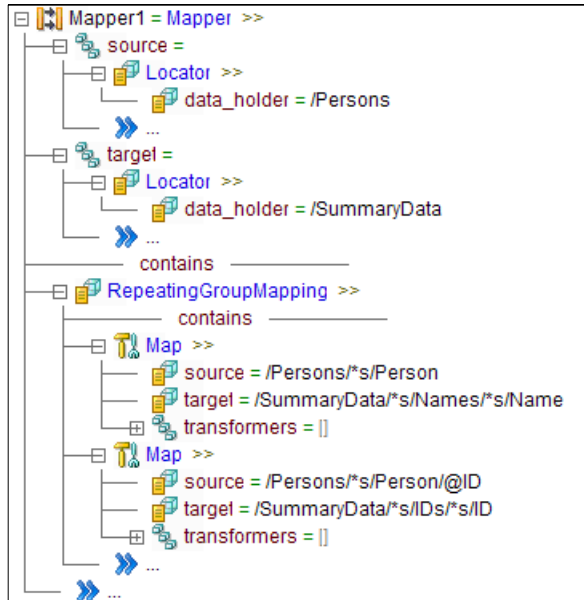 Mapper1 = Mapper >>
source =
Locator >>
data_holder = /Persons
...
target =
Locator >>
data_holder = /SummaryData
...
contains
RepeatingGroupMapping >>
contains
Map >>
source = /Persons/*s/Person
target = /SummaryData/*s/Names/*s/Name
transformers = []
Map >>
source = /Persons/*s/Person/@ID
target = /SummaryData/*s/IDs/*s/ID
transformers = []
...
...